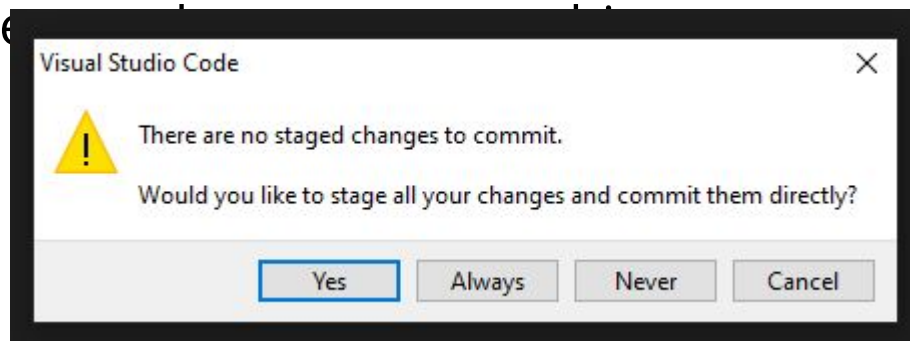 Visual Studio Code
There are no staged changes to commit.
Would you like to stage all your changes and commit them directly?
Yes Always Never Cancel